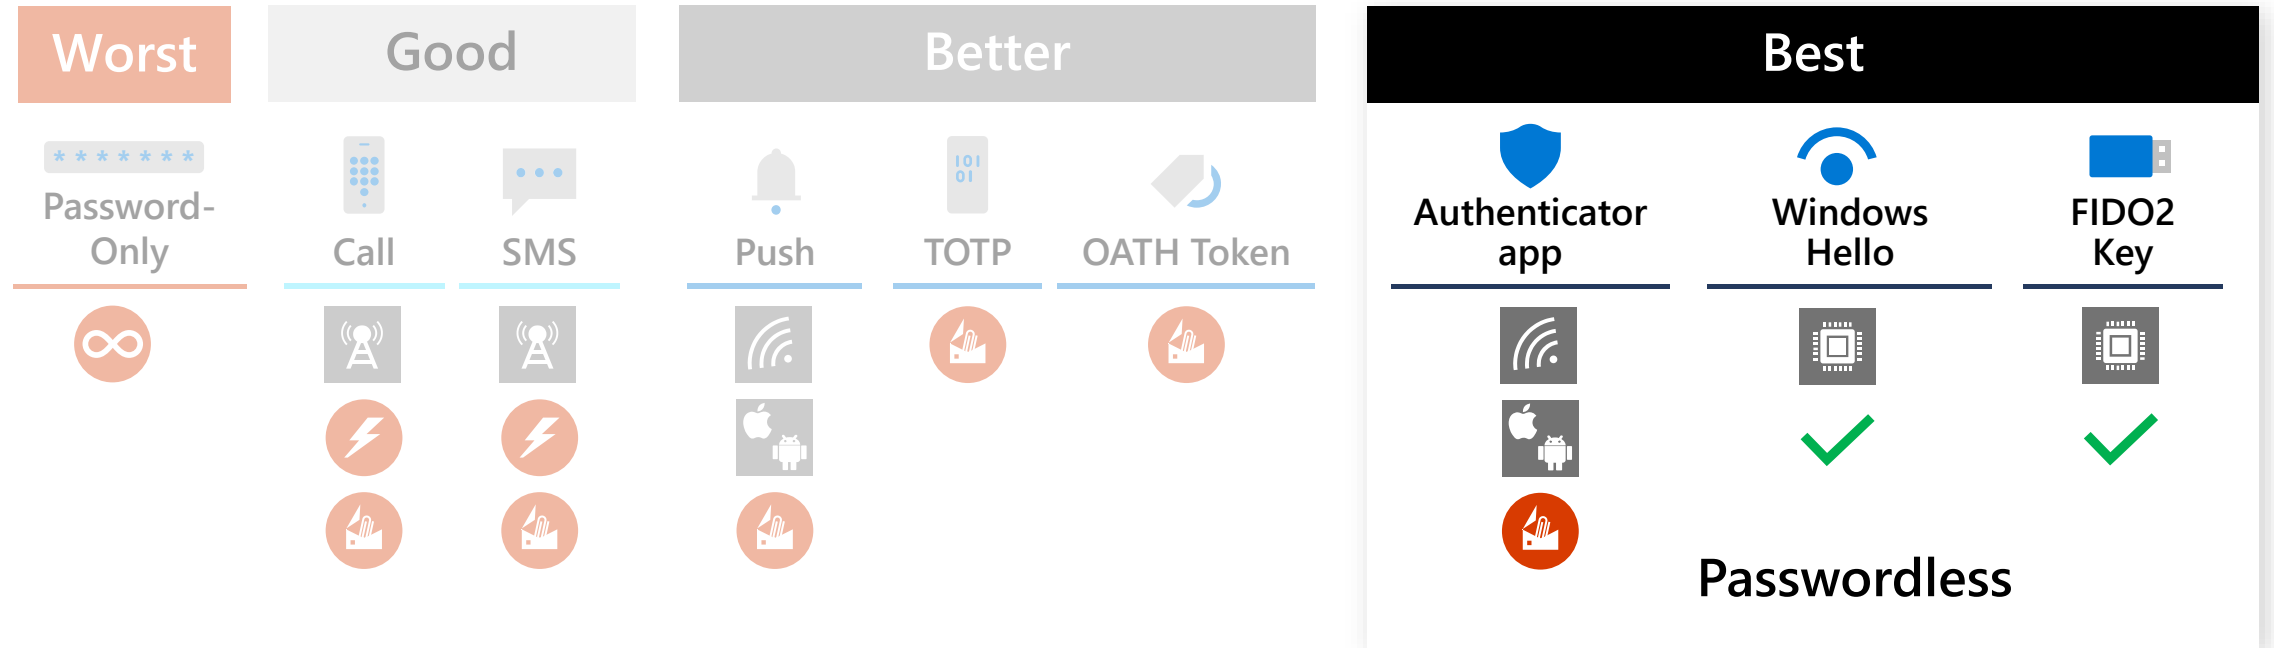 Worst
Good
Better
Best
* * * * * * *
Password-
Only
Call
SMS
Push
101
01
TOTP
OATH Token
Authenticator
app
Windows
Hello
FIDO2
Key
Passwordless